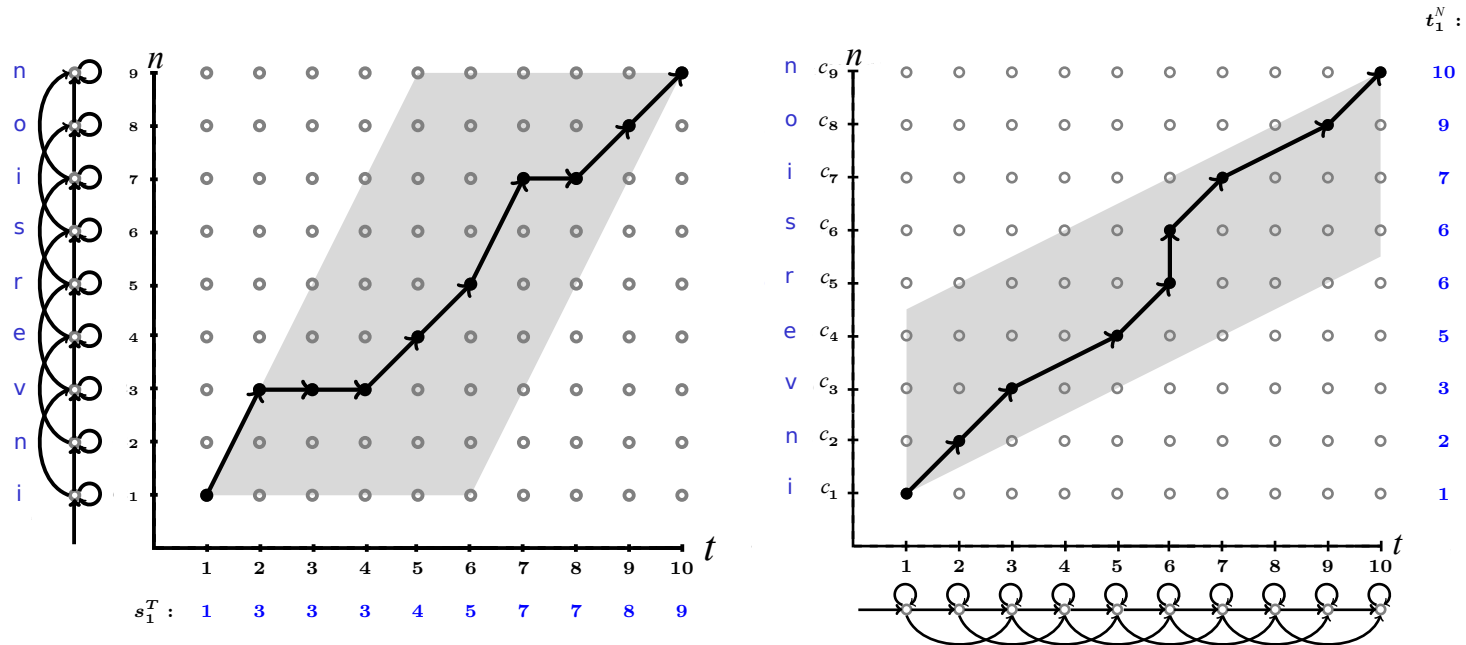 n
n 9
o 8
i 7
s 6
r 5
e 4
v 3
n 2
i 1
t
1 2 3 4 5 6 7 8 9 10
s₁ᵀ : 1 3 3 3 4 5 7 7 8 9
n t₁ᴺ :
n c₉ 10
o c₈ 9
i c₇ 7
s c₆ 6
r c₅ 6
e c₄ 5
v c₃ 3
n c₂ 2
i c₁ 1
t
1 2 3 4 5 6 7 8 9 10